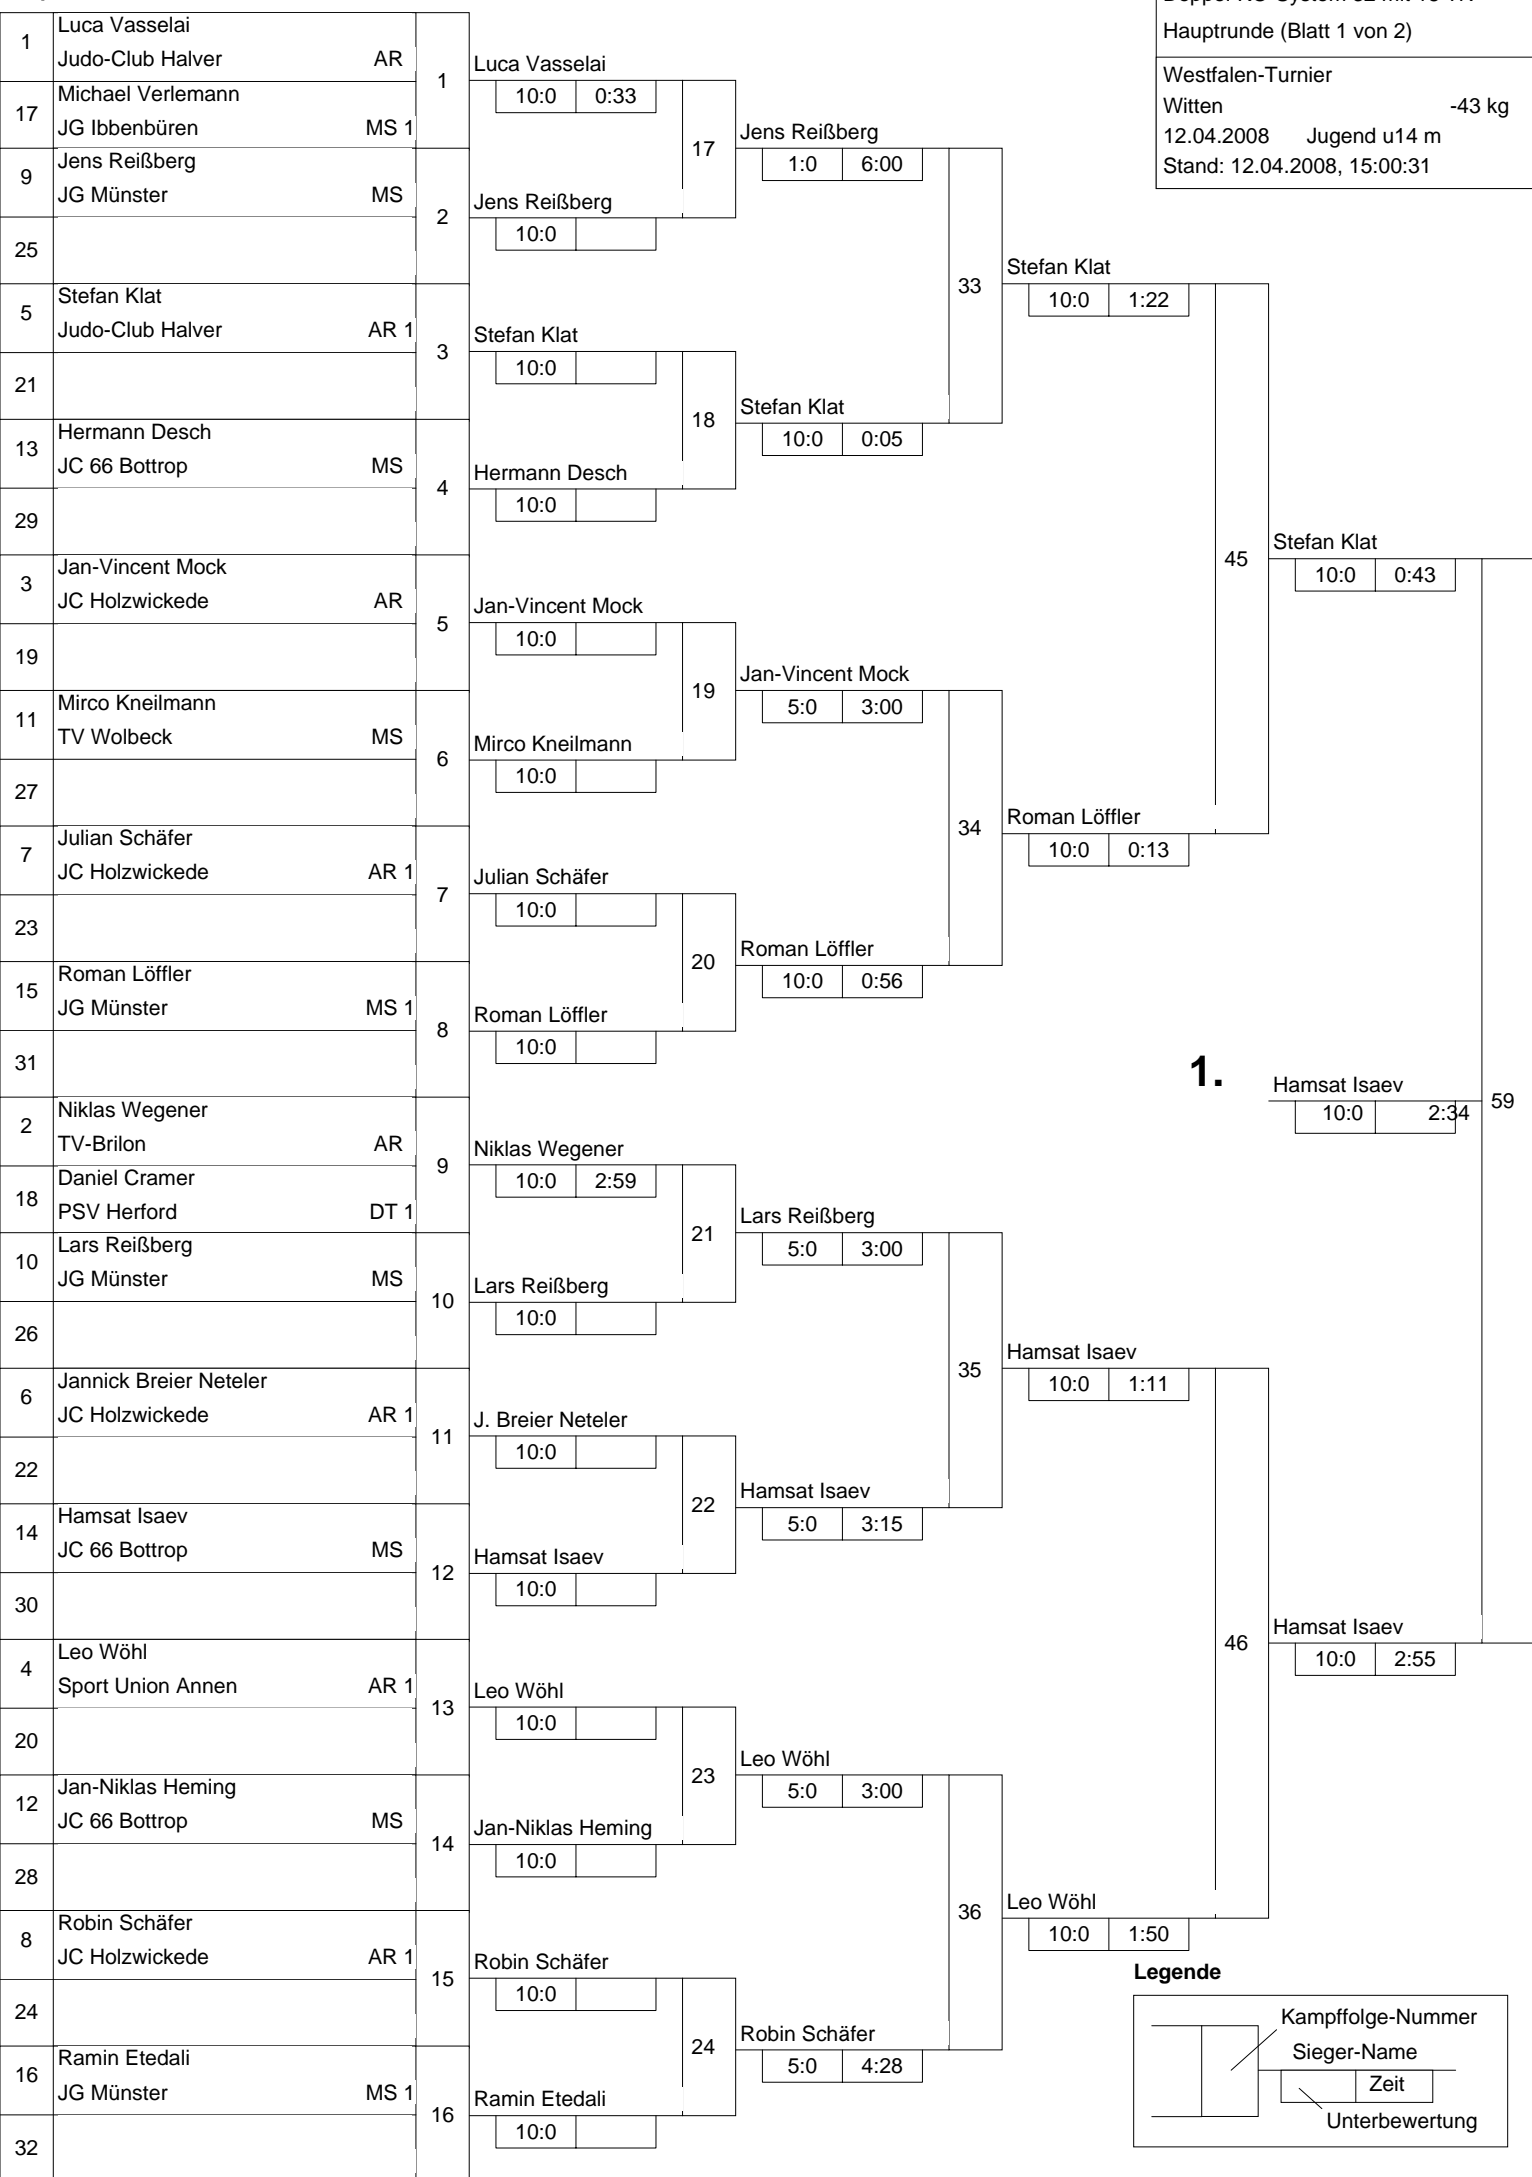 Hauptrunde (Blatt 1 von 2)
Westfalen-Turnier
Witten -43 kg
12.04.2008 Jugend u14 m
Stand: 12.04.2008, 15:00:31
1 Luca Vasselai
Judo-Club Halver AR
17 Michael Verlemann
JG Ibbenbüren MS 1
9 Jens Reißberg
JG Münster MS
25
5 Stefan Klat
Judo-Club Halver AR 1
21
13 Hermann Desch
JC 66 Bottrop MS
29
3 Jan-Vincent Mock
JC Holzwickede AR
19
11 Mirco Kneilmann
TV Wolbeck MS
27
7 Julian Schäfer
JC Holzwickede AR 1
23
15 Roman Löffler
JG Münster MS 1
31
2 Niklas Wegener
TV-Brilon AR
18 Daniel Cramer
PSV Herford DT 1
10 Lars Reißberg
JG Münster MS
26
6 Jannick Breier Neteler
JC Holzwickede AR 1
22
14 Hamsat Isaev
JC 66 Bottrop MS
30
4 Leo Wöhl
Sport Union Annen AR 1
20
12 Jan-Niklas Heming
JC 66 Bottrop MS
28
8 Robin Schäfer
JC Holzwickede AR 1
24
16 Ramin Etedali
JG Münster MS 1
32
1 Luca Vasselai
10:0 0:33
2 Jens Reißberg
10:0
3 Stefan Klat
10:0
4 Hermann Desch
10:0
5 Jan-Vincent Mock
10:0
6 Mirco Kneilmann
10:0
7 Julian Schäfer
10:0
8 Roman Löffler
10:0
9 Niklas Wegener
10:0 2:59
10 Lars Reißberg
10:0
11 J. Breier Neteler
10:0
12 Hamsat Isaev
10:0
13 Leo Wöhl
10:0
14 Jan-Niklas Heming
10:0
15 Robin Schäfer
10:0
16 Ramin Etedali
10:0
17 Jens Reißberg
1:0 6:00
18 Stefan Klat
10:0 0:05
19 Jan-Vincent Mock
5:0 3:00
20 Roman Löffler
10:0 0:56
21 Lars Reißberg
5:0 3:00
22 Hamsat Isaev
5:0 3:15
23 Leo Wöhl
5:0 3:00
24 Robin Schäfer
5:0 4:28
33 Stefan Klat
10:0 1:22
34 Roman Löffler
10:0 0:13
35 Hamsat Isaev
10:0 1:11
36 Leo Wöhl
10:0 1:50
45 Stefan Klat
10:0 0:43
46 Hamsat Isaev
10:0 2:55
1. Hamsat Isaev 59
10:0 2:34
Legende
Kampffolge-Nummer
Sieger-Name
Zeit
Unterbewertung